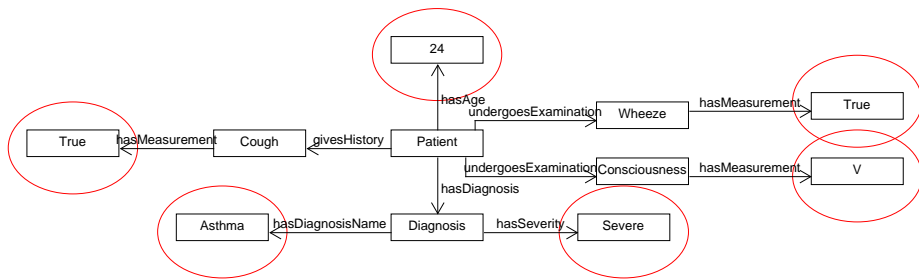 24
hasAge
undergoesExamination
Wheeze
hasMeasurement
True
True
hasMeasurement
Cough
givesHistory
Patient
undergoesExamination
Consciousness
hasMeasurement
V
hasDiagnosis
Asthma
hasDiagnosisName
Diagnosis
hasSeverity
Severe